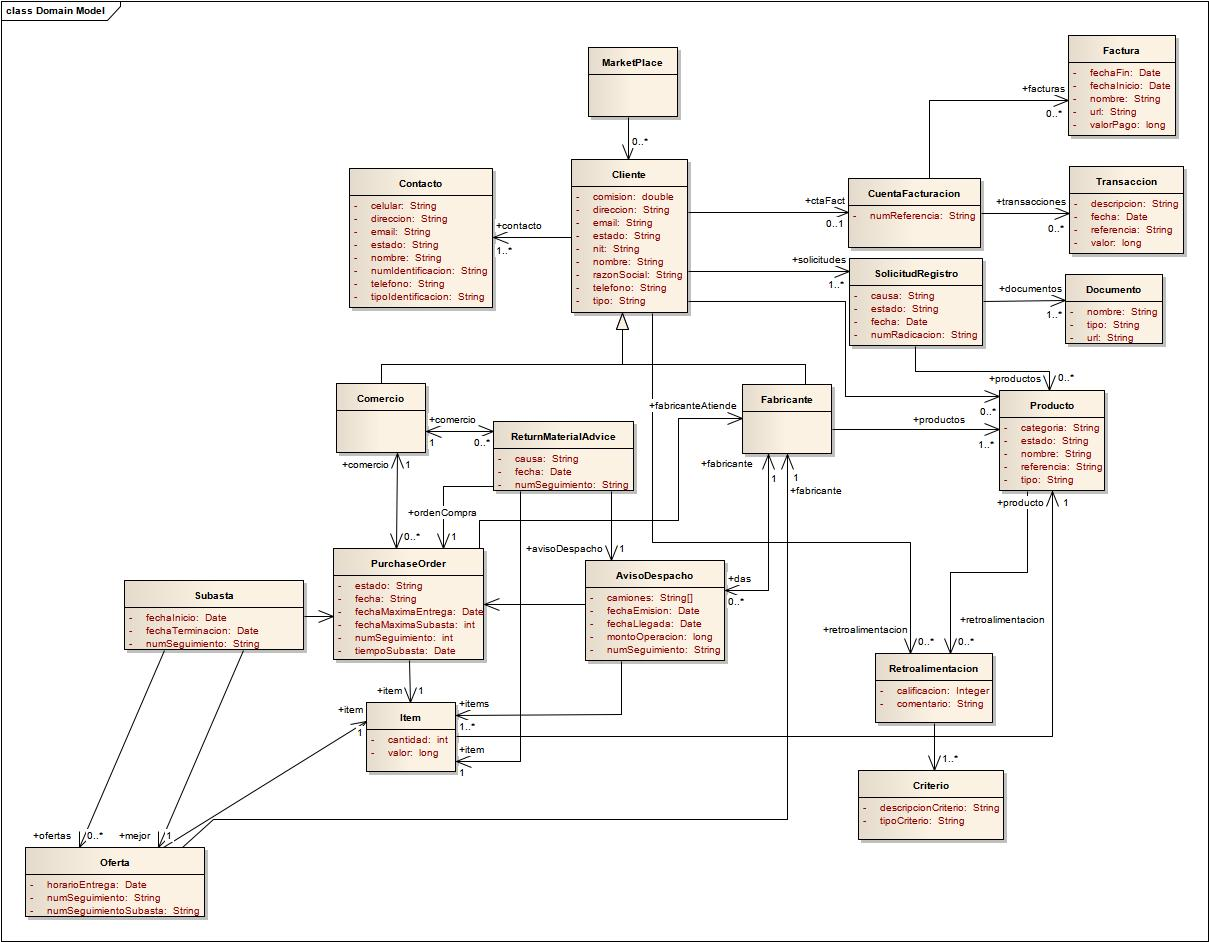 class Domain Model
MarketPlace
0..*
Factura
- fechaFin: Date
- fechaInicio: Date
- nombre: String
- url: String
- valorPago: long
+facturas
0..*
Contacto
- celular: String
- direccion: String
- email: String
- estado: String
- nombre: String
- numIdentificacion: String
- telefono: String
- tipoIdentificacion: String
+contacto
1..*
Cliente
- comision: double
- direccion: String
- email: String
- estado: String
- nit: String
- nombre: String
- razonSocial: String
- telefono: String
- tipo: String
+ctaFact
0..1
CuentaFacturacion
- numReferencia: String
+transacciones
0..*
Transaccion
- descripcion: String
- fecha: Date
- referencia: String
- valor: long
+solicitudes
1..*
SolicitudRegistro
- causa: String
- estado: String
- fecha: Date
- numRadicacion: String
+documentos
1..*
Documento
- nombre: String
- tipo: String
- url: String
+productos
0..*
0..*
Comercio
+comercio
1
0..*
ReturnMaterialAdvice
- causa: String
- fecha: Date
- numSeguimiento: String
+fabricanteAtiende
Fabricante
+productos
1..*
Producto
- categoria: String
- estado: String
- nombre: String
- referencia: String
- tipo: String
+comercio
1
+fabricante
1
1
+fabricante
+producto
1
+ordenCompra
1
0..*
+avisoDespacho
1
PurchaseOrder
- estado: String
- fecha: String
- fechaMaximaEntrega: Date
- fechaMaximaSubasta: int
- numSeguimiento: int
- tiempoSubasta: Date
AvisoDespacho
- camiones: String[]
- fechaEmision: Date
- fechaLlegada: Date
- montoOperacion: long
- numSeguimiento: String
+das
0..*
Subasta
- fechaInicio: Date
- fechaTerminacion: Date
- numSeguimiento: String
+retroalimentacion
0..*
0..*
+retroalimentacion
Retroalimentacion
- calificacion: Integer
- comentario: String
+item
1
+item
1
+items
1..*
Item
- cantidad: int
- valor: long
+item
1
1..*
Criterio
- descripcionCriterio: String
- tipoCriterio: String
+ofertas
0..*
+mejor
1
Oferta
- horarioEntrega: Date
- numSeguimiento: String
- numSeguimientoSubasta: String